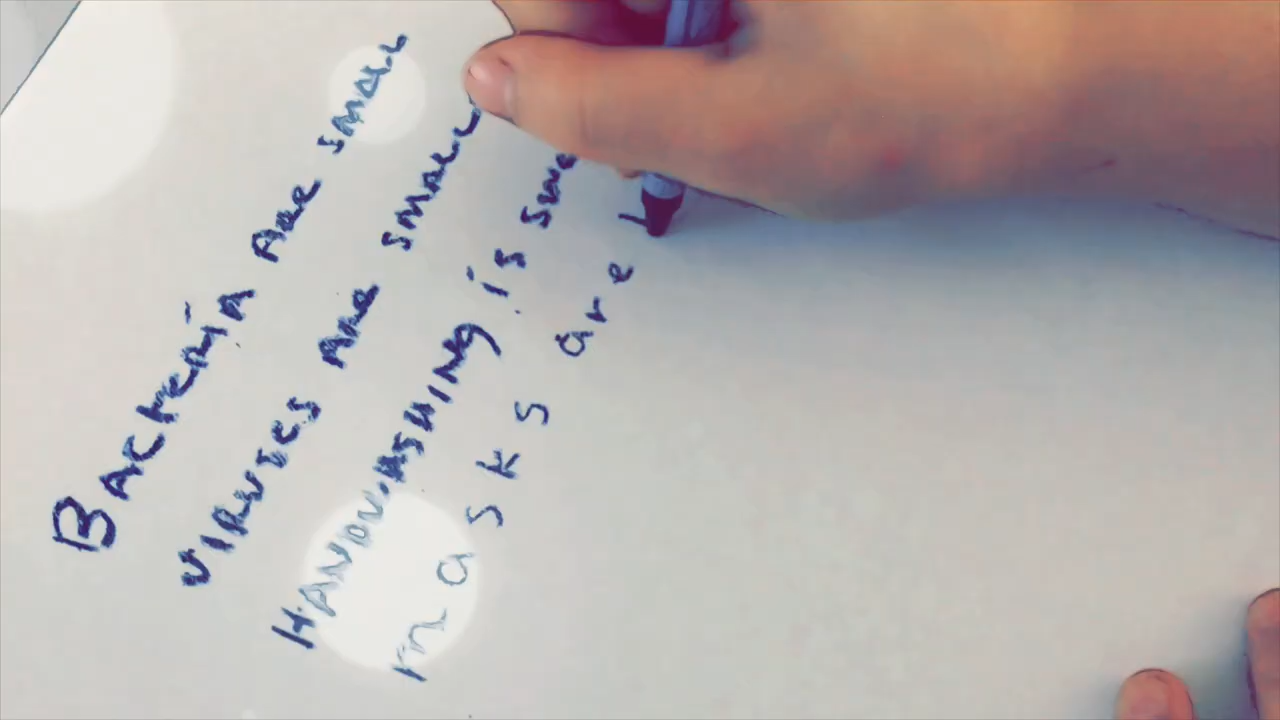 Bacteria Are small
viruses Are small
HANDWASHING is
masks are